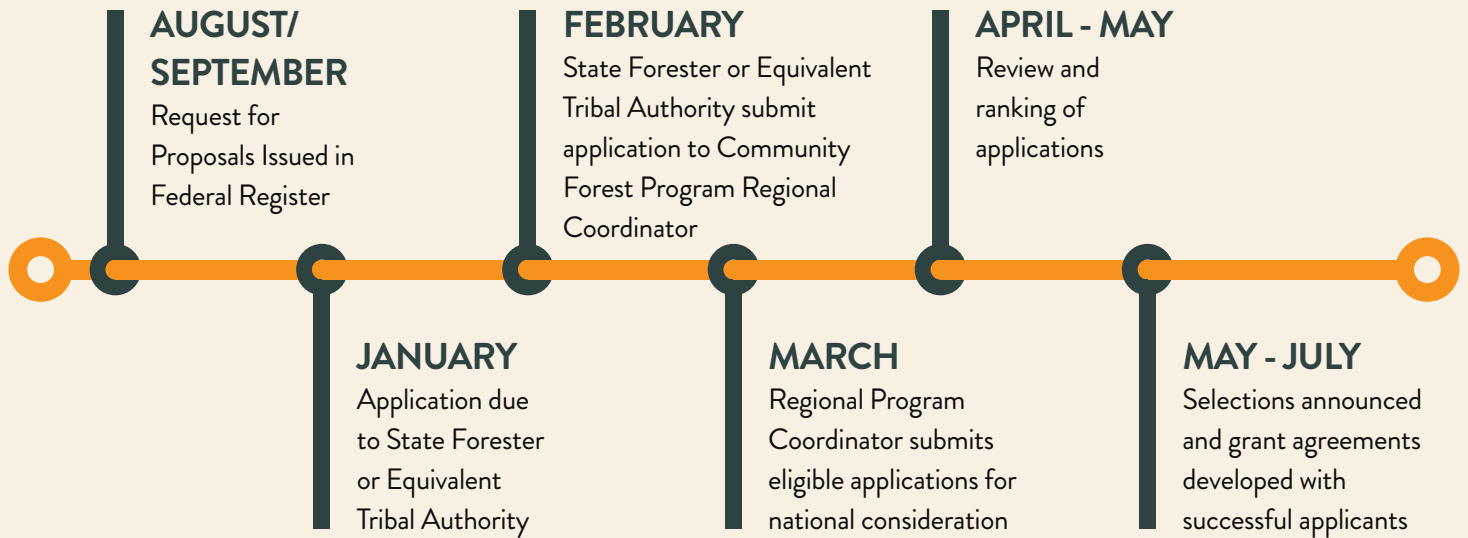 AUGUST/
SEPTEMBER
Request for
Proposals Issued in
Federal Register
JANUARY
Application due
to State Forester
or Equivalent
Tribal Authority
FEBRUARY
State Forester or Equivalent
Tribal Authority submit
application to Community
Forest Program Regional
Coordinator
MARCH
Regional Program
Coordinator submits
eligible applications for
national consideration
APRIL - MAY
Review and
ranking of
applications
MAY - JULY
Selections announced
and grant agreements
developed with
successful applicants